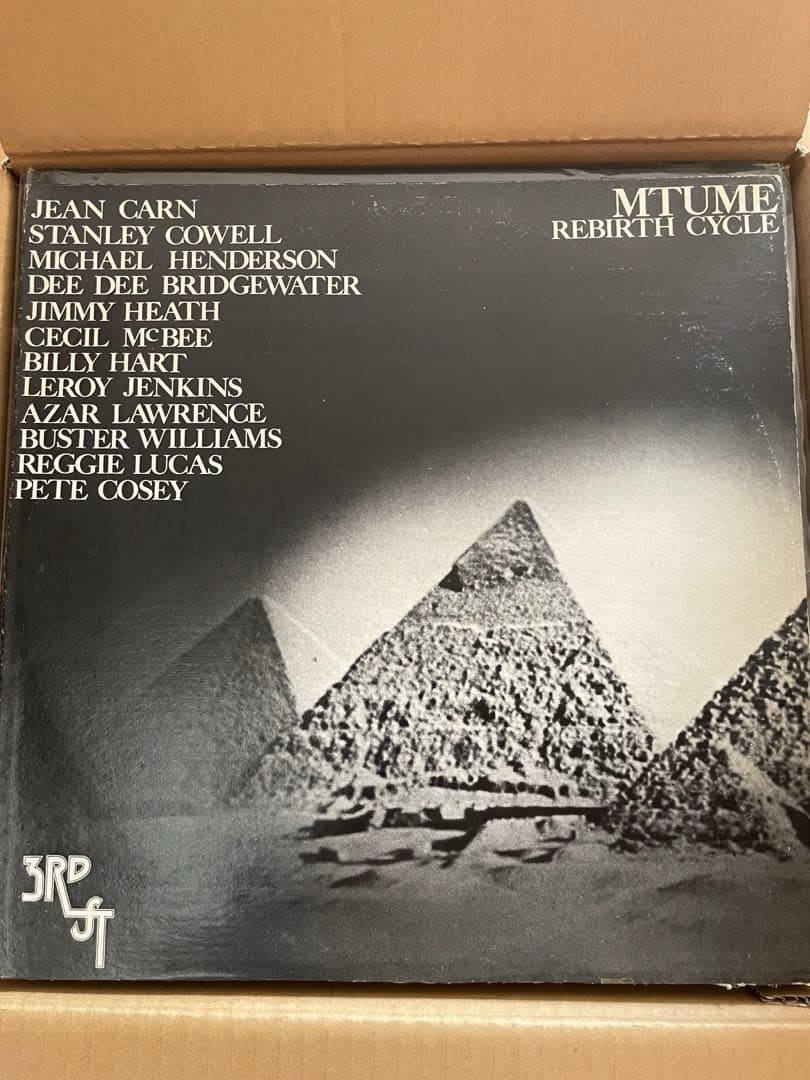 JEAN CARN
STANLEY COWELL
MICHAEL HENDERSON
DEE DEE BRIDGEWATER
JIMMY HEATH
CECIL McBEE
BILLY HART
LEROY JENKINS
AZAR LAWRENCE
BUSTER WILLIAMS
REGGIE LUCAS
PETE COSEY
MTUME
REBIRTH CYCLE
3RD
ST